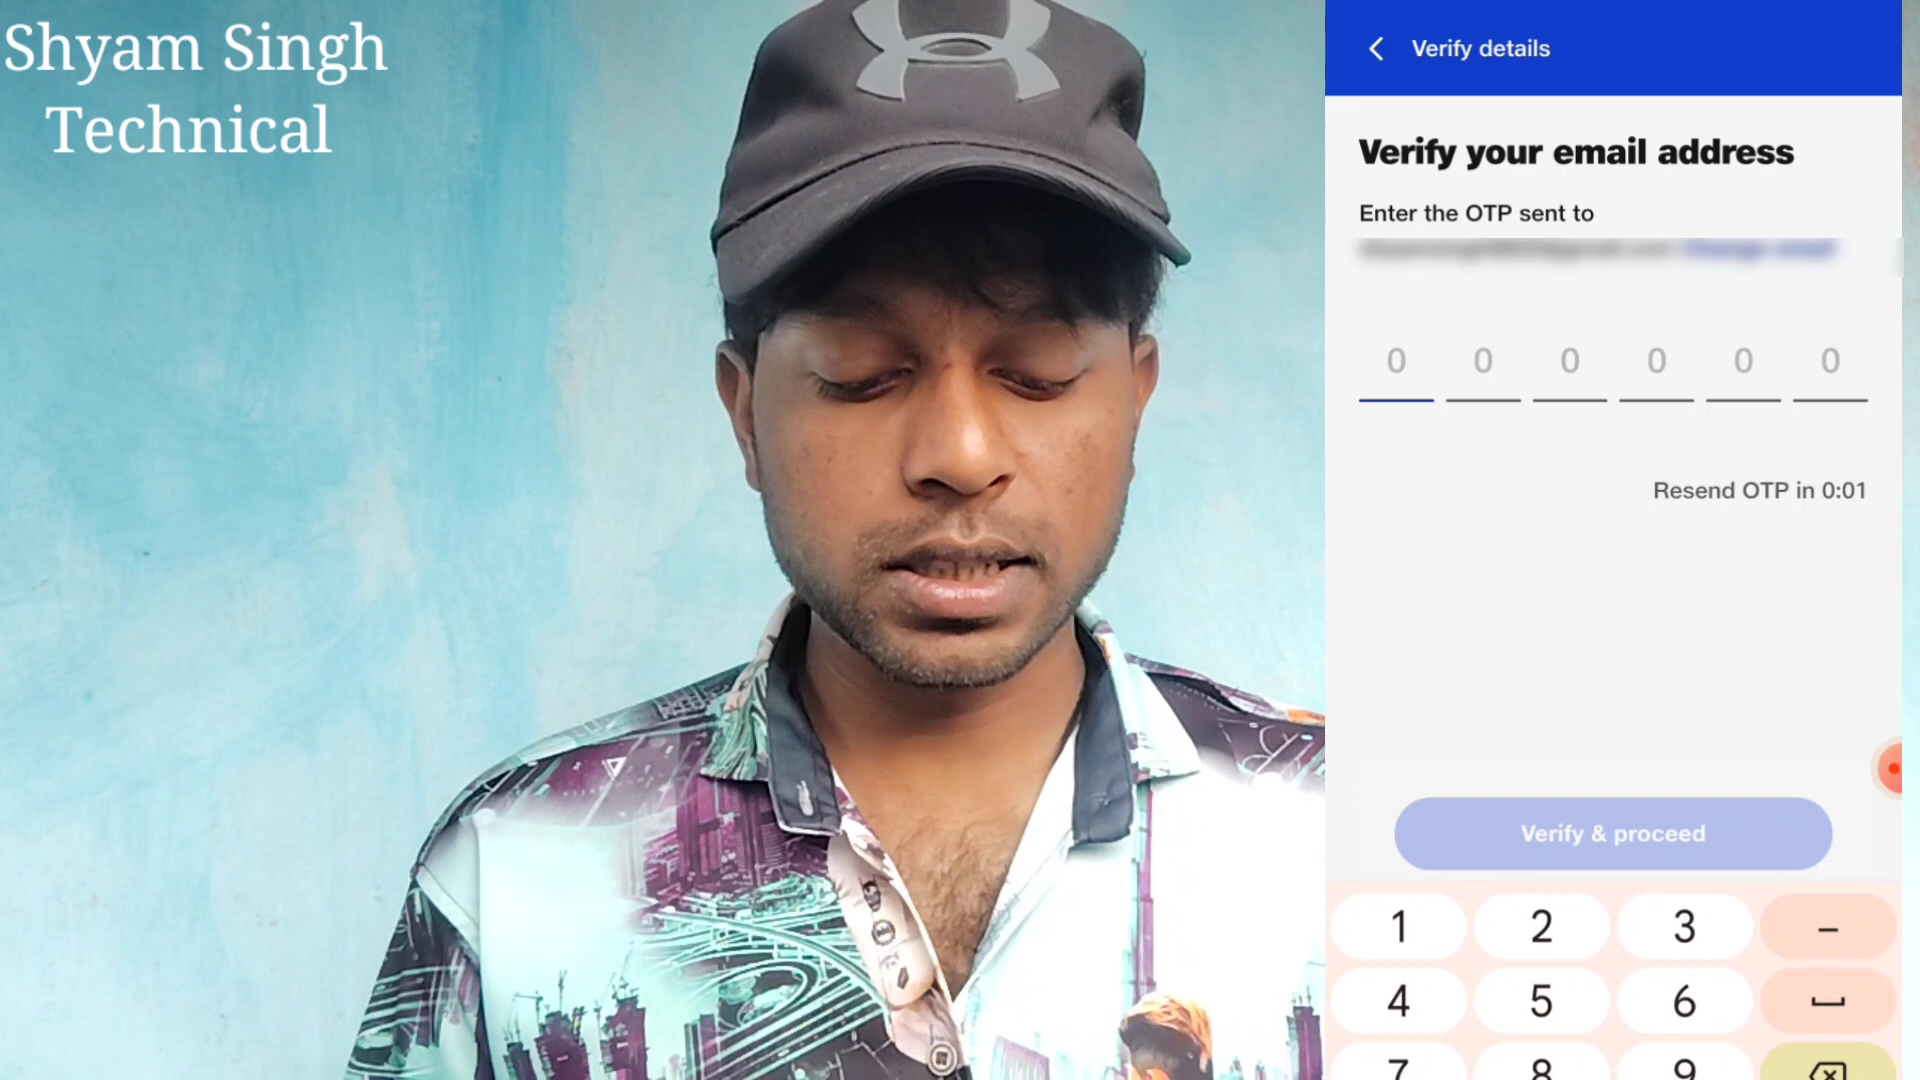 Shyam Singh
Technical
Verify details
Verify your email address
Enter the OTP sent to
0 0 0 0 0 0
Resend OTP in 0:01
Verify & proceed
1 2 3 -
4 5 6
7 8 9